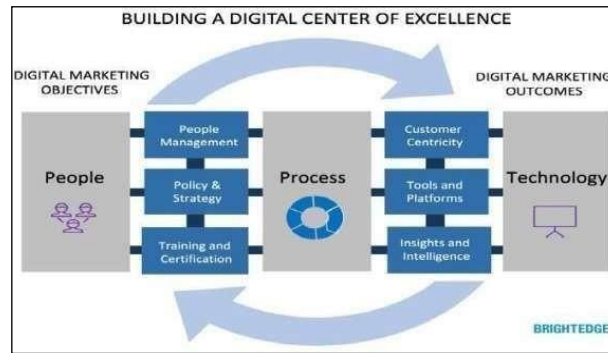 BUILDING A DIGITAL CENTER OF EXCELLENCE
DIGITAL MARKETING
OBJECTIVES
DIGITAL MARKETING
OUTCOMES
People
People
Management
Policy &
Strategy
Training and
Certification
Process
Customer
Centricity
Tools and
Platforms
Insights and
Intelligence
Technology
BRIGHTEDGE